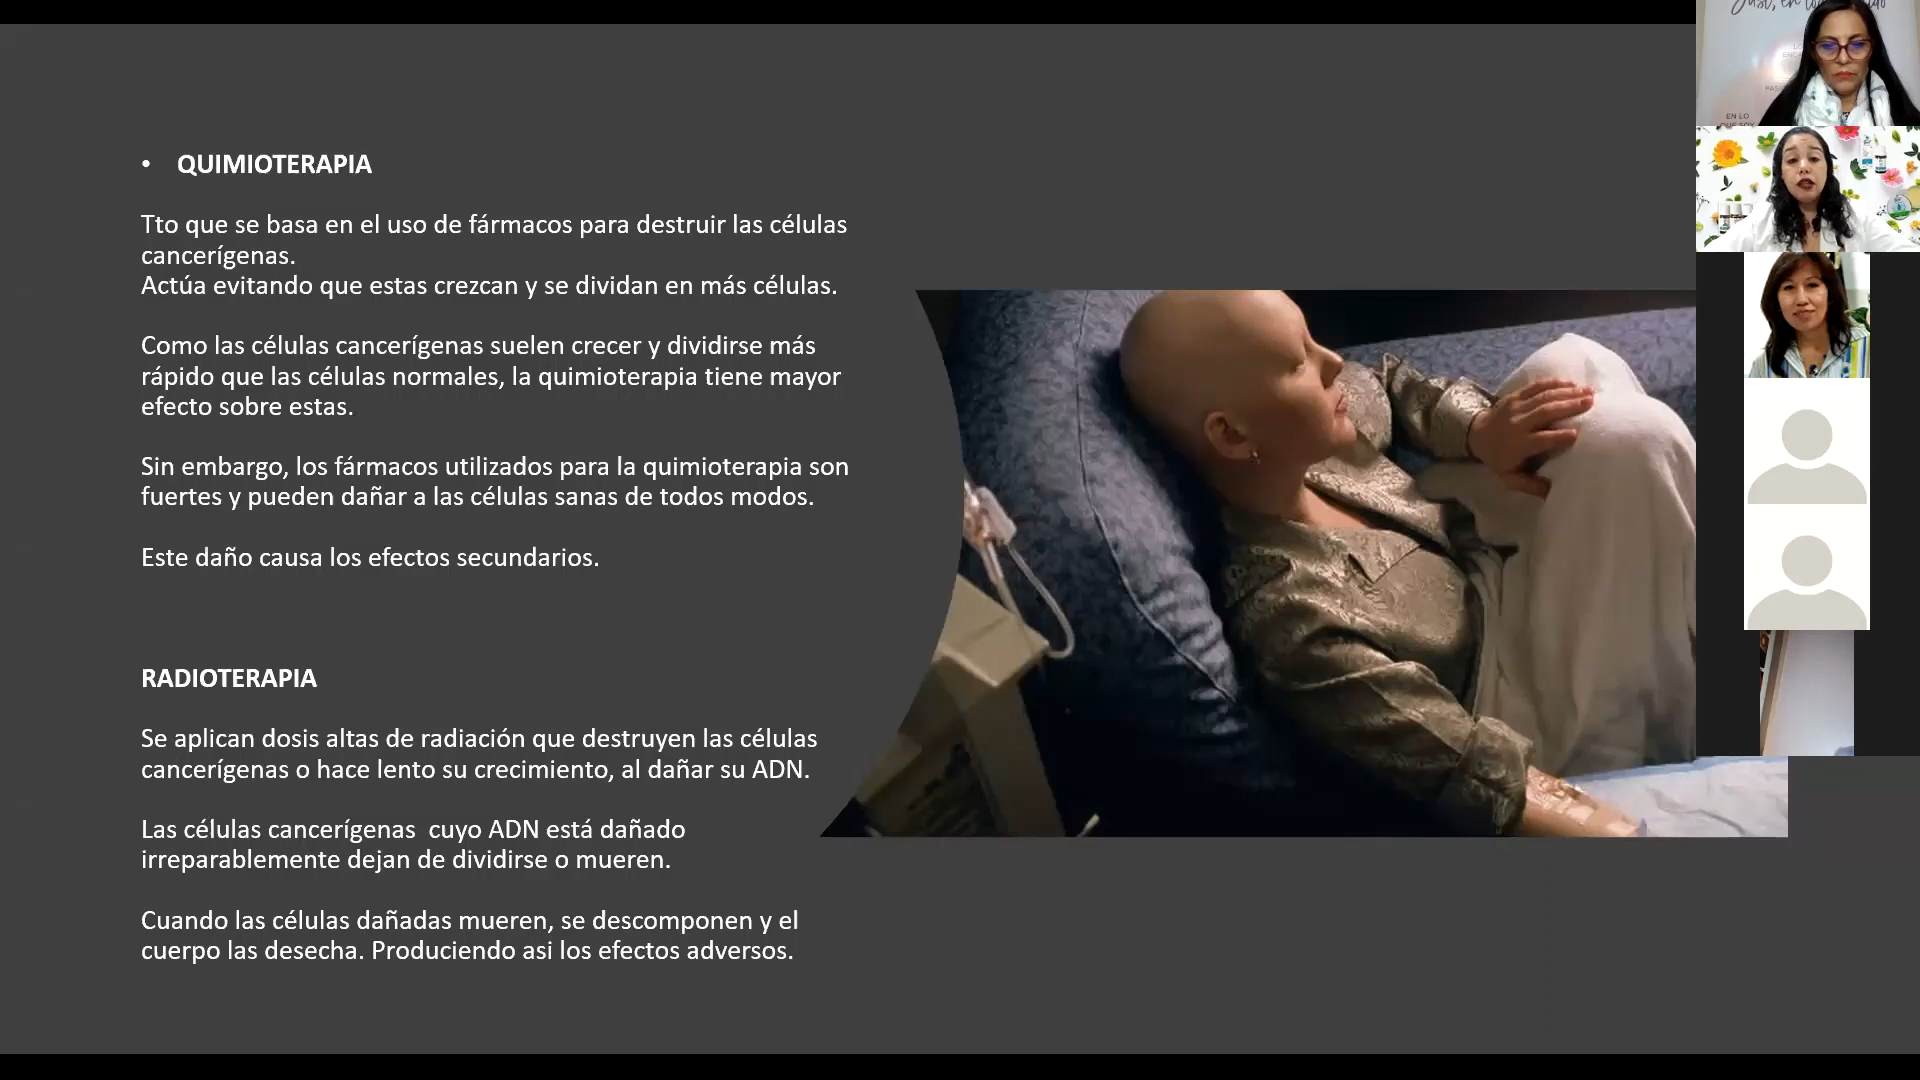 • QUIMIOTERAPIA
Tto que se basa en el uso de fármacos para destruir las células
cancerígenas.
Actúa evitando que estas crezcan y se dividan en más células.
Como las células cancerígenas suelen crecer y dividirse más
rápido que las células normales, la quimioterapia tiene mayor
efecto sobre estas.
Sin embargo, los fármacos utilizados para la quimioterapia son
fuertes y pueden dañar a las células sanas de todos modos.
Este daño causa los efectos secundarios.
RADIOTERAPIA
Se aplican dosis altas de radiación que destruyen las células
cancerígenas o hace lento su crecimiento, al dañar su ADN.
Las células cancerígenas  cuyo ADN está dañado
irreparablemente dejan de dividirse o mueren.
Cuando las células dañadas mueren, se descomponen y el
cuerpo las desecha. Produciendo asi los efectos adversos.
EN LO
QUE SOY